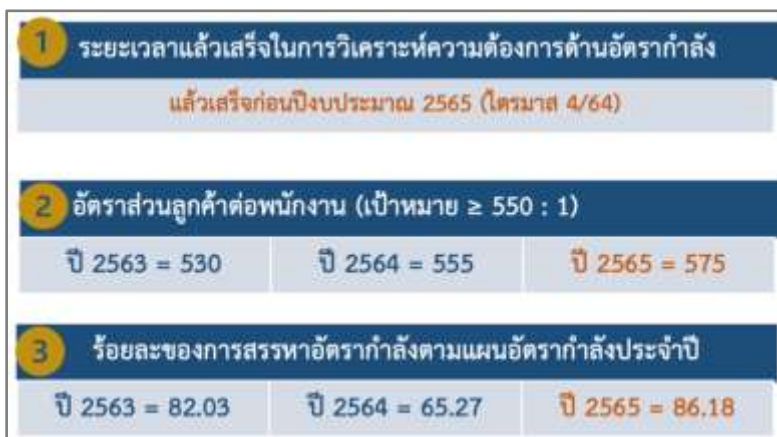 1 ระยะเวลาแล้วเสร็จในการวิเคราะห์ความต้องการด้านอัตรากำลัง
แล้วเสร็จก่อนปีงบประมาณ 2565 (ไตรมาส 4/64)
2 อัตราส่วนลูกค้าต่อพนักงาน (เป้าหมาย ≥ 550 : 1)
ปี 2563 = 530 ปี 2564 = 555 ปี 2565 = 575
3 ร้อยละของการสรรหาอัตรากำลังตามแผนอัตรากำลังประจำปี
ปี 2563 = 82.03 ปี 2564 = 65.27 ปี 2565 = 86.18